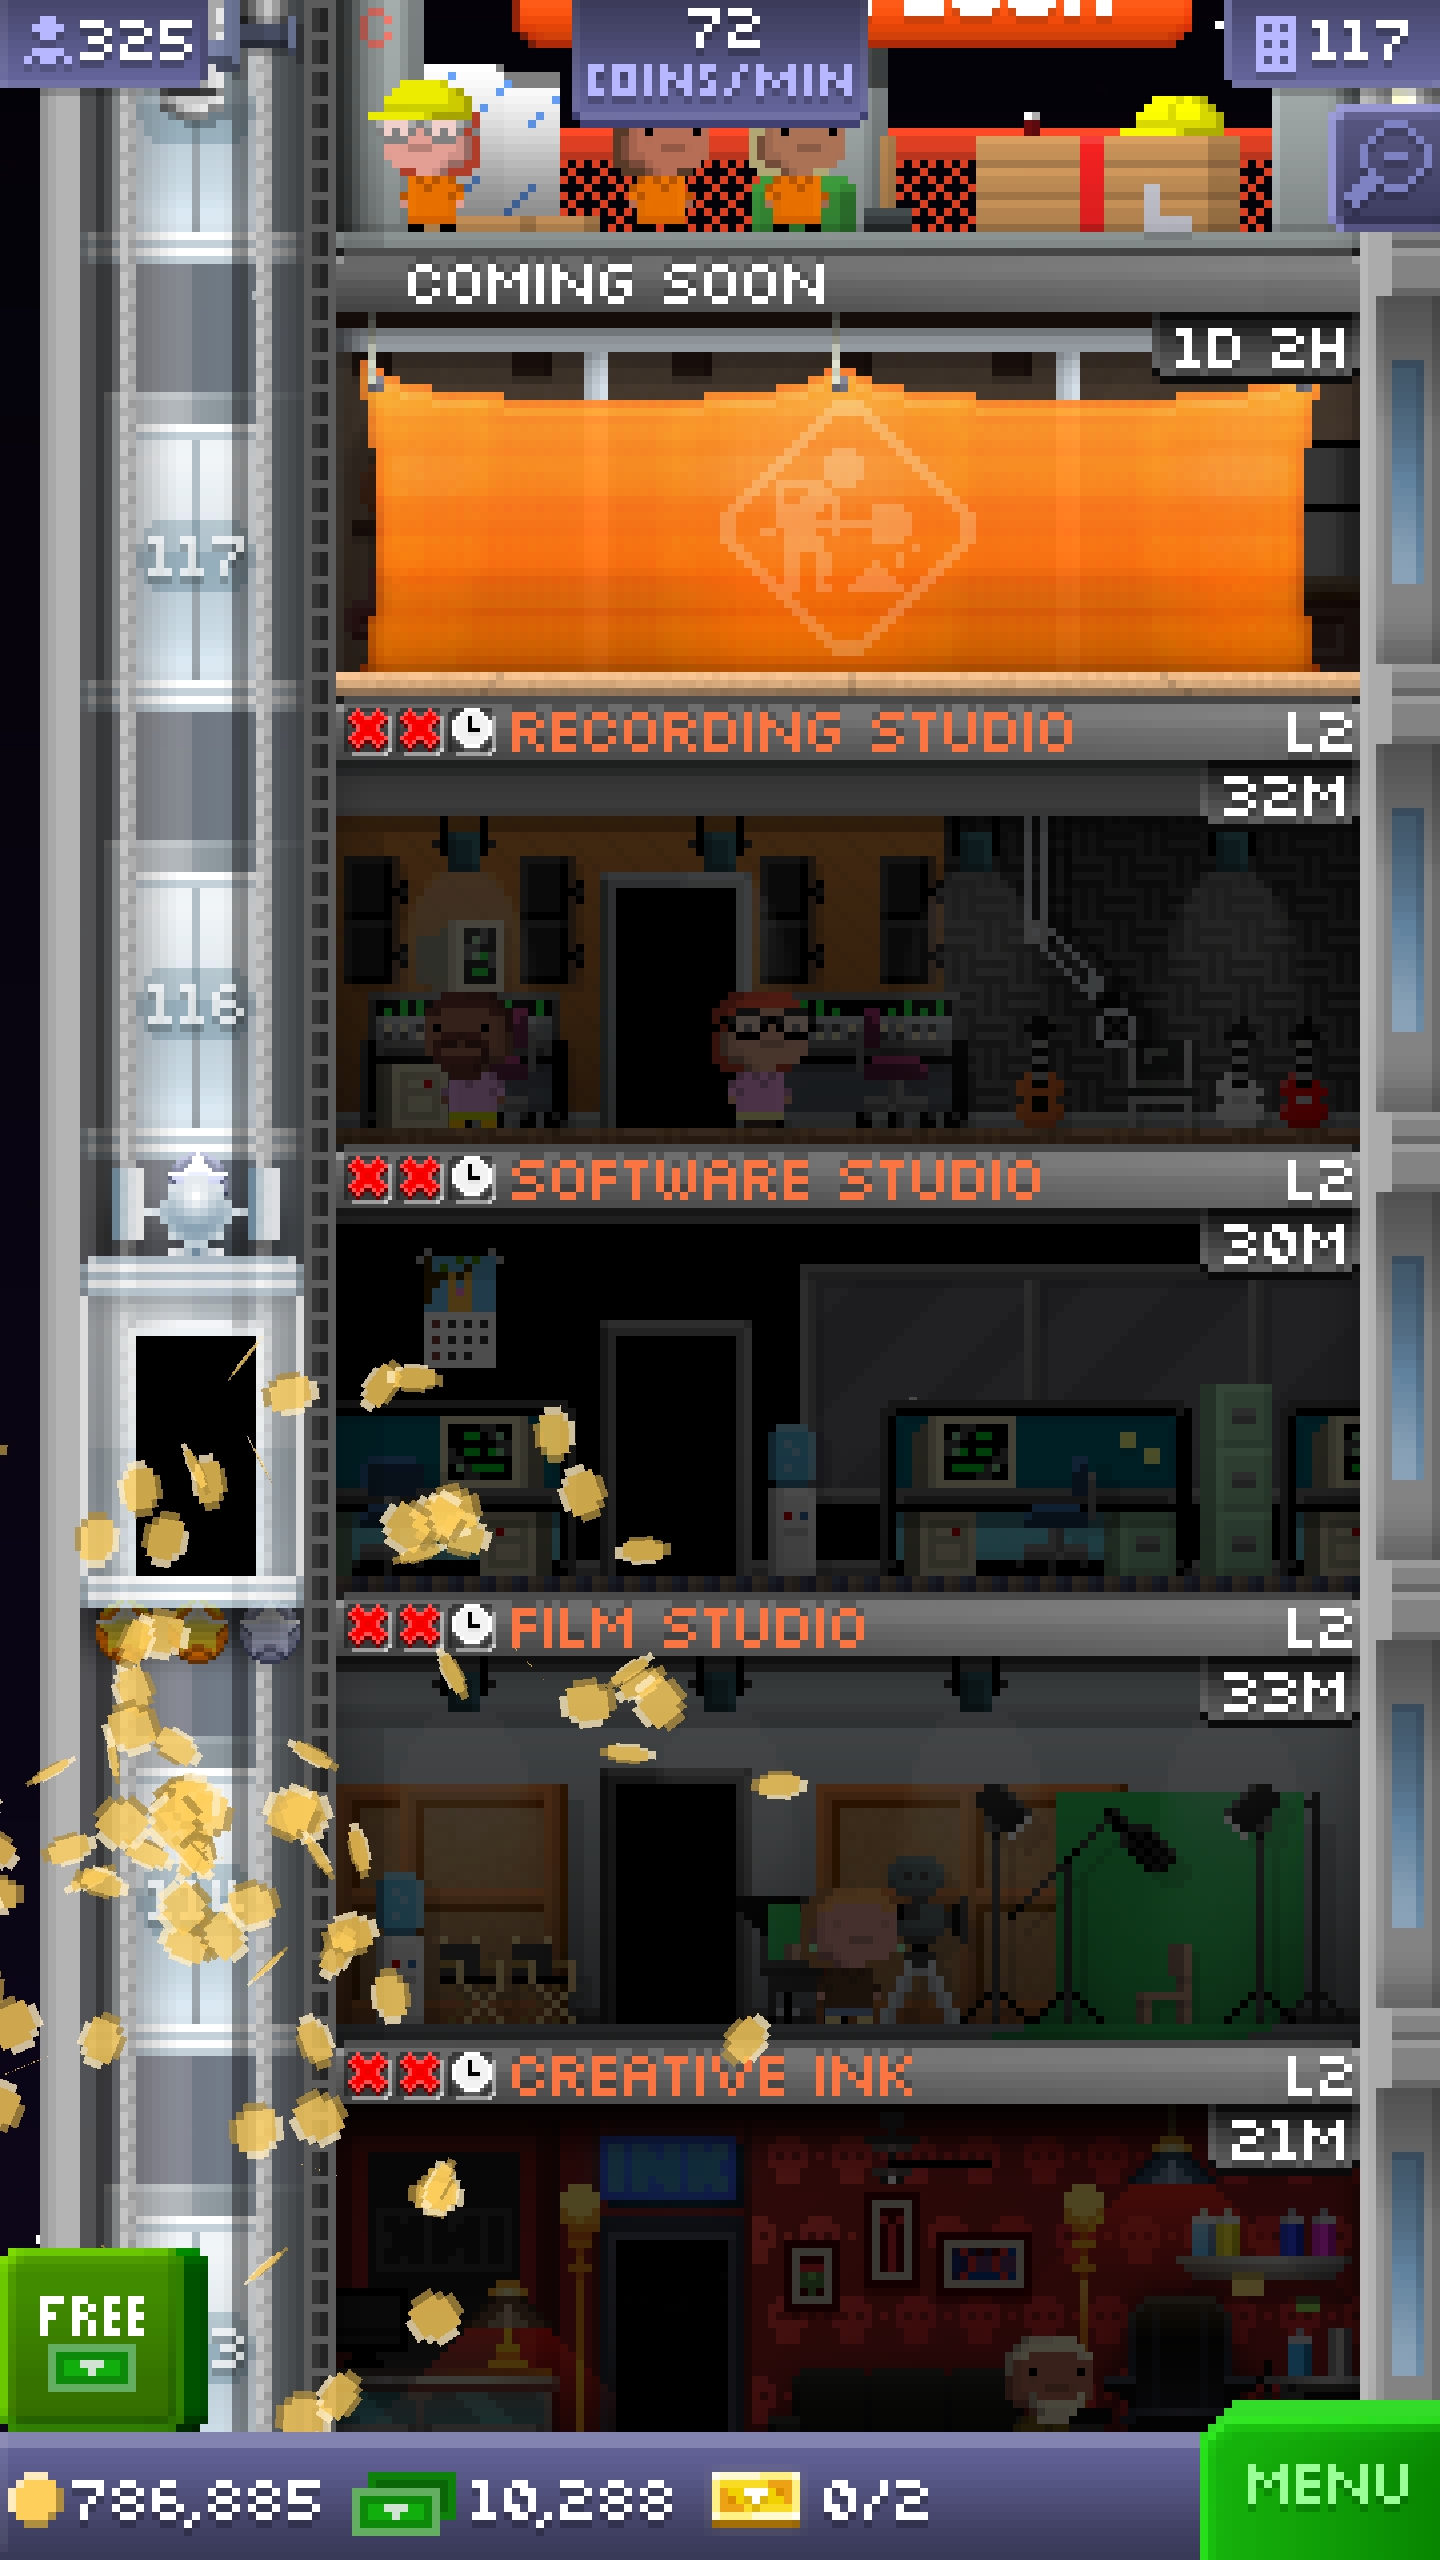 325
72
COINS/MIN
117
COMING SOON
1D 2H
117
RECORDING STUDIO L2
32M
116
SOFTWARE STUDIO L2
30M
FILM STUDIO L2
33M
CREATIVE INK L2
21M
INK
FREE
786,885 10,288 0/2 MENU